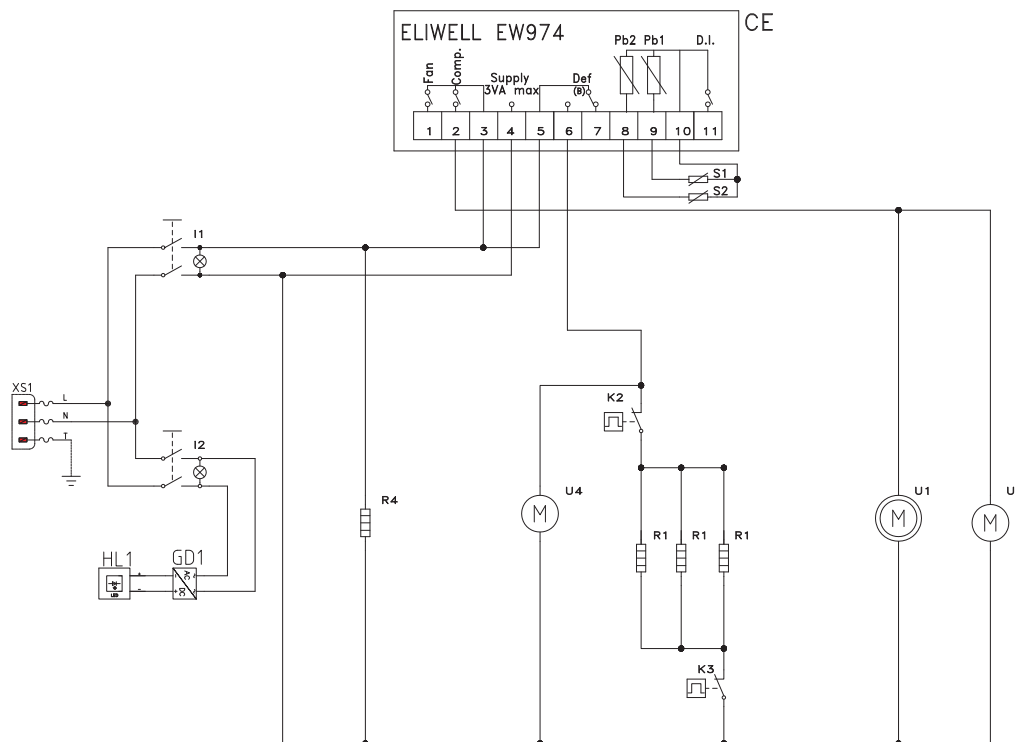 ELIWELL EW974
CE
Pb2 Pb1 D.I.
Fan
Comp.
Supply
3VA max
Def
(B)
1 2 3 4 5 6 7 8 9 10 11
S1
S2
I1
XS1
L
N
T
K2
I2
R4
U4
U1
U
R1 R1 R1
HL1
GD1
+
-
AC
DC
LED
K3
M
M
M